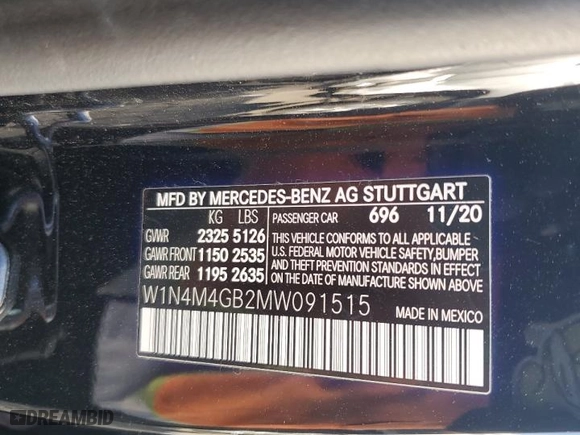 MFD BY MERCEDES-BENZ AG STUTTGART
KG LBS PASSENGER CAR 696 11/20
GVWR 2325 5126
GAWR FRONT 1150 2535
GAWR REAR 1195 2635
THIS VEHICLE CONFORMS TO ALL APPLICABLE
U.S. FEDERAL MOTOR VEHICLE SAFETY, BUMPER
AND THEFT PREVENTION STANDARDS IN EFFECT
ON THE DATE OF MANUFACTURE SHOWN ABOVE.
W1N4M4GB2MW091515
MADE IN MEXICO
DREAMBID